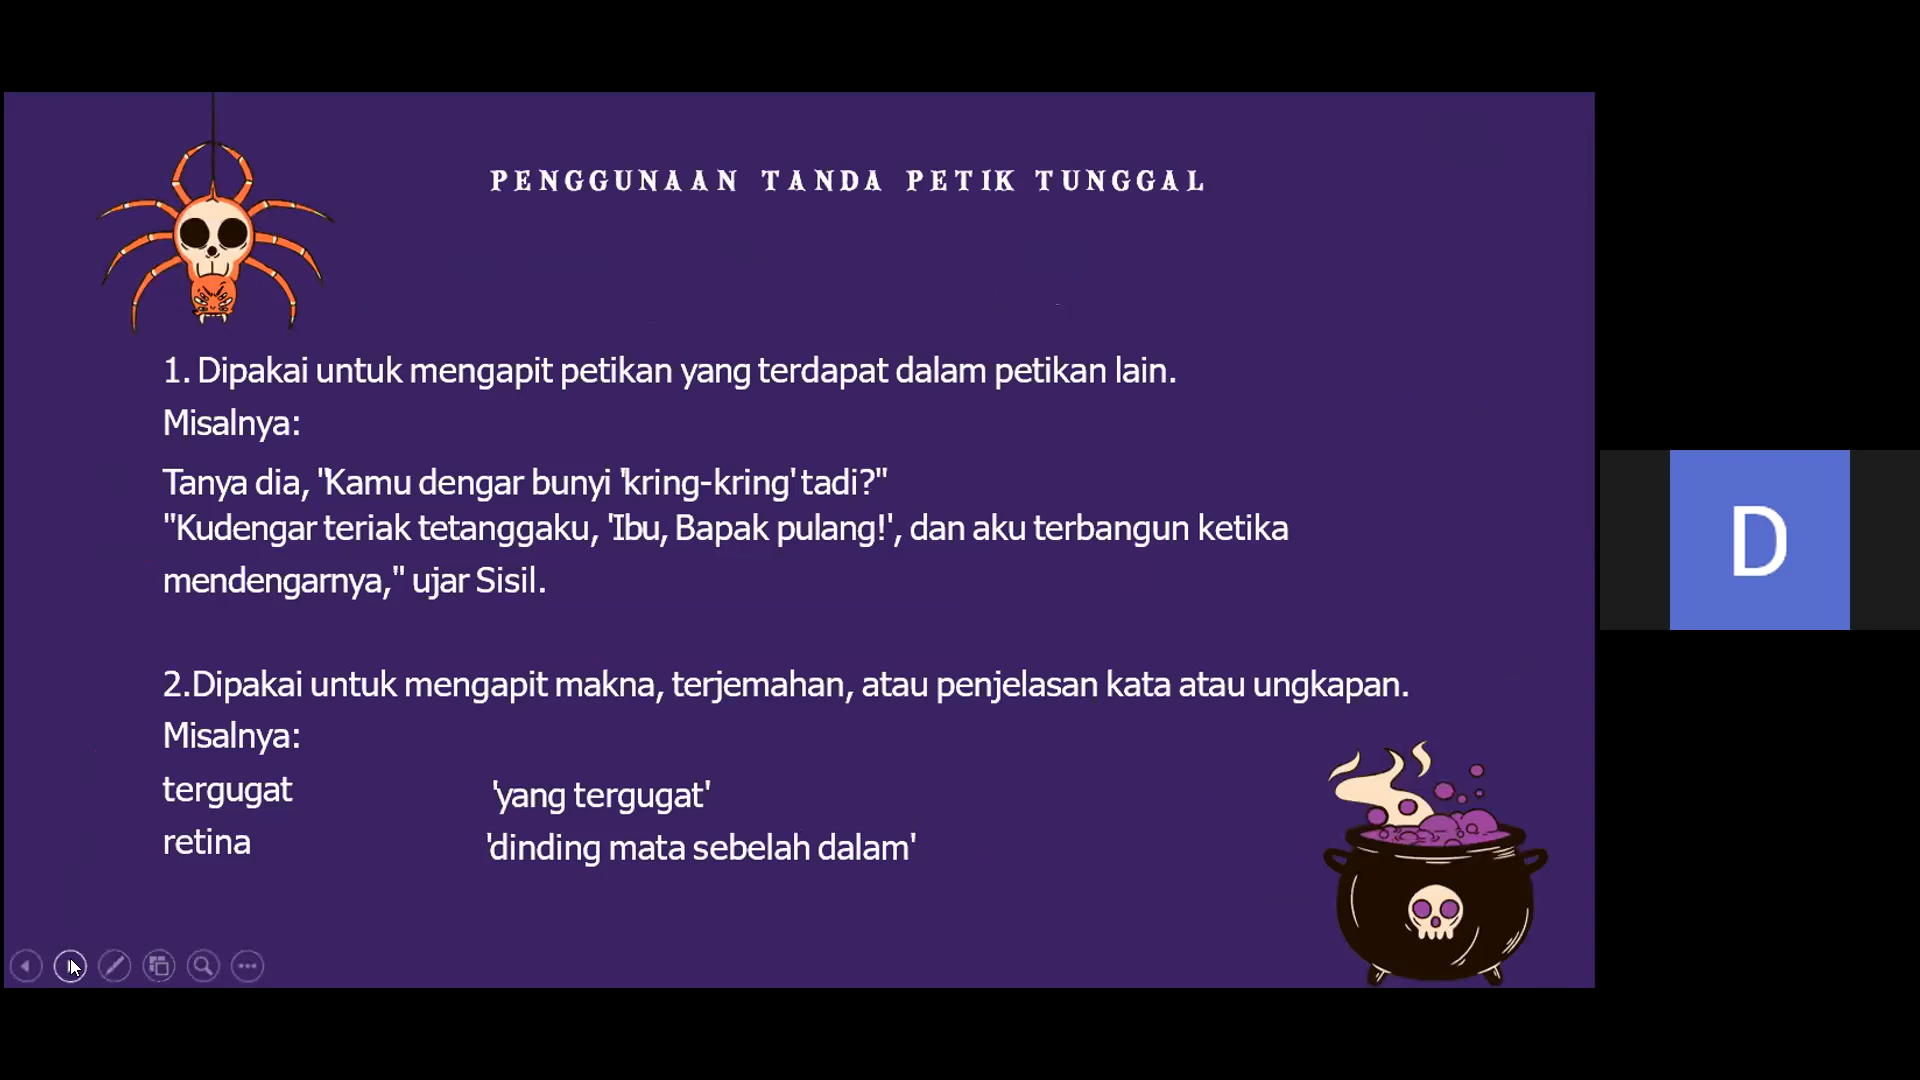 PENGGUNAAN TANDA PETIK TUNGGAL
1. Dipakai untuk mengapit petikan yang terdapat dalam petikan lain.
Misalnya:
Tanya dia, "Kamu dengar bunyi 'kring-kring' tadi?"
"Kudengar teriak tetanggaku, 'Ibu, Bapak pulang!', dan aku terbangun ketika
mendengarnya," ujar Sisil.
2.Dipakai untuk mengapit makna, terjemahan, atau penjelasan kata atau ungkapan.
Misalnya:
tergugat 'yang tergugat'
retina 'dinding mata sebelah dalam'
D